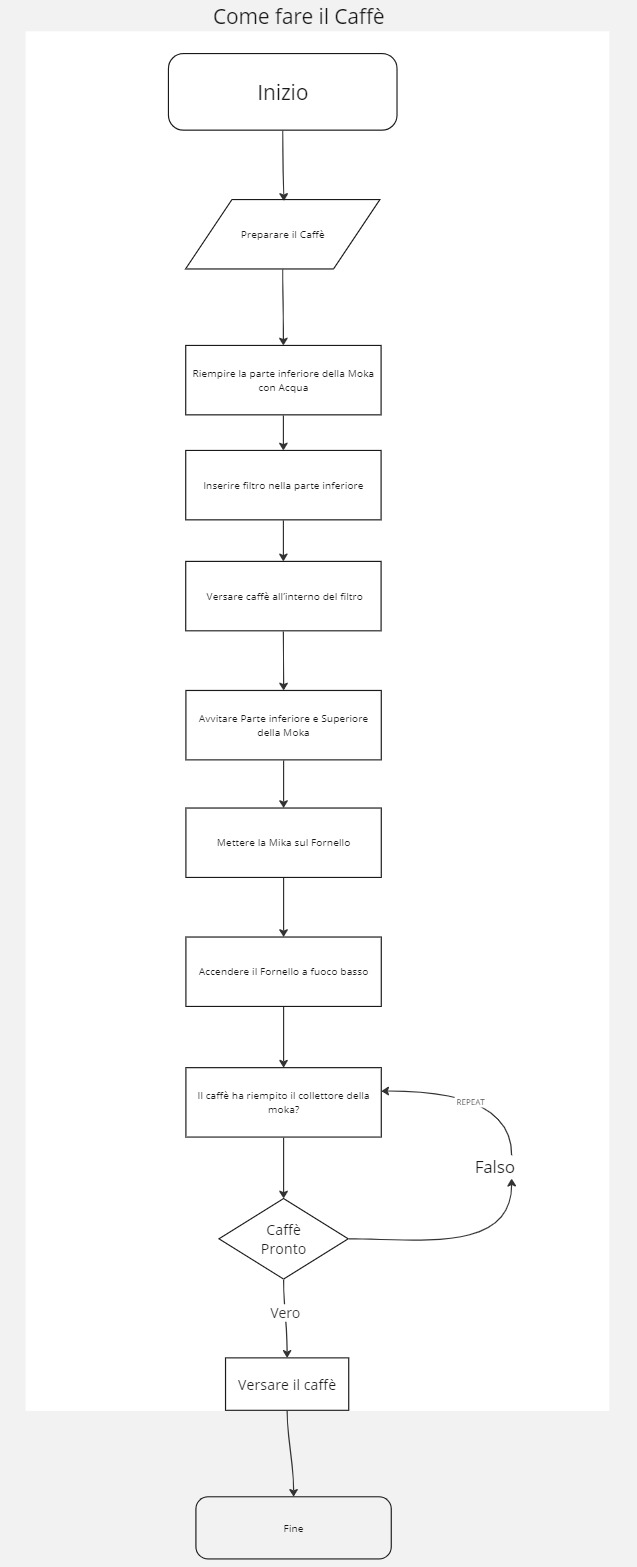 Come fare il Caffè
Inizio
Preparare il Caffè
Riempire la parte inferiore della Moka
con Acqua
Inserire filtro nella parte inferiore
Versare caffè all'interno del filtro
Avvitare Parte inferiore e Superiore
della Moka
Mettere la Mika sul Fornello
Accendere il Fornello a fuoco basso
Il caffè ha riempito il collettore della
moka?
REPEAT
Falso
Caffè
Pronto
Vero
Versare il caffè
Fine